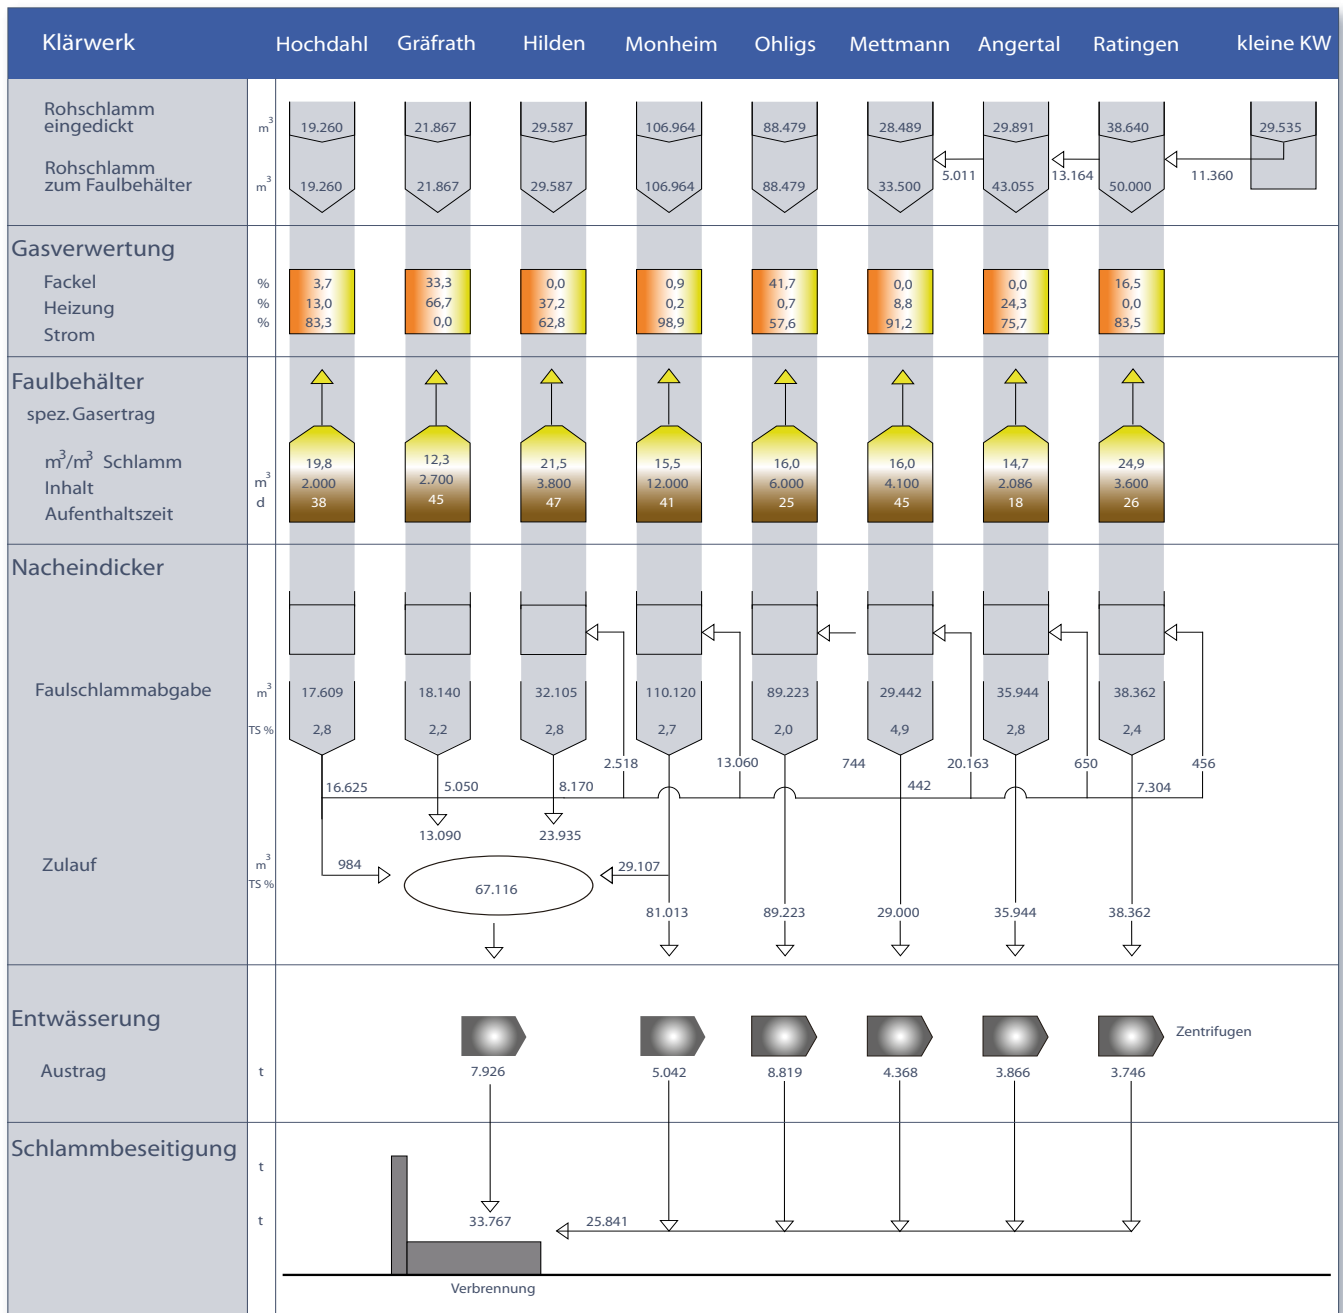 Klärwerk Hochdahl Gräfrath Hilden Monheim Ohligs Mettmann Angertal Ratingen kleine KW
Rohschlamm
eingedickt m³ 19.260 21.867 29.587 106.964 88.479 28.489 29.891 38.640 29.535
5.011 13.164 11.360
Rohschlamm
zum Faulbehälter m³ 19.260 21.867 29.587 106.964 88.479 33.500 43.055 50.000
Gasverwertung
Fackel % 3,7 33,3 0,0 0,9 41,7 0,0 0,0 16,5
Heizung % 13,0 66,7 37,2 0,2 0,7 8,8 24,3 0,0
Strom % 83,3 0,0 62,8 98,9 57,6 91,2 75,7 83,5
Faulbehälter
spez. Gasertrag
m³/m³ Schlamm 19,8 12,3 21,5 15,5 16,0 16,0 14,7 24,9
Inhalt m³ 2.000 2.700 3.800 12.000 6.000 4.100 2.086 3.600
Aufenthaltszeit d 38 45 47 41 25 45 18 26
Nacheindicker
Faulschlammabgabe m³ 17.609 18.140 32.105 110.120 89.223 29.442 35.944 38.362
TS % 2,8 2,2 2,8 2,7 2,0 4,9 2,8 2,4
2.518 13.060 744 20.163 650 456
16.625 5.050 8.170 442 7.304
13.090 23.935
Zulauf m³ 984 29.107
TS %
67.116
81.013 89.223 29.000 35.944 38.362
Entwässerung
Zentrifugen
Austrag t 7.926 5.042 8.819 4.368 3.866 3.746
Schlammbeseitigung
t
t 33.767 25.841
Verbrennung